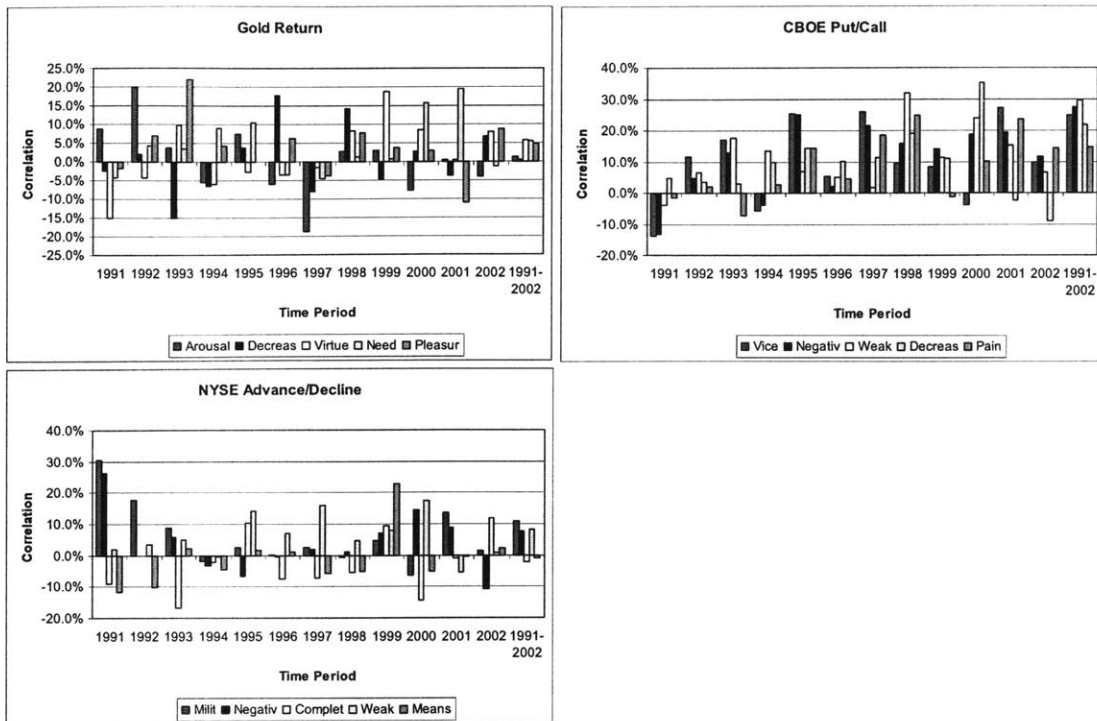 Gold Return
25.0%
20.0%
15.0%
10.0%
5.0%
0.0%
-5.0%
-10.0%
-15.0%
-20.0%
-25.0%
Correlation
1991 1992 1993 1994 1995 1996 1997 1998 1999 2000 2001 2002 1991-
2002
Time Period
Arousal Decreas Virtue Need Pleasur
CBOE Put/Call
40.0%
30.0%
20.0%
10.0%
0.0%
-10.0%
-20.0%
Correlation
1991 1992 1993 1994 1995 1996 1997 1998 1999 2000 2001 2002 1991-
2002
Time Period
Vice Negativ Weak Decreas Pain
NYSE Advance/Decline
40.0%
30.0%
20.0%
10.0%
0.0%
-10.0%
-20.0%
Correlation
1991 1992 1993 1994 1995 1996 1997 1998 1999 2000 2001 2002 1991-
2002
Time Period
Milit Negativ Complet Weak Means